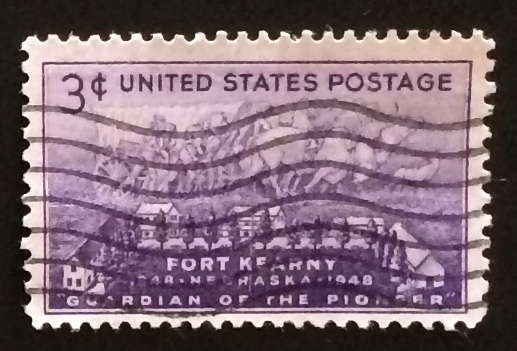 3¢ UNITED STATES POSTAGE
FORT KEARNY
1848·NEBRASKA·1948
"GUARDIAN OF THE PIONEER"